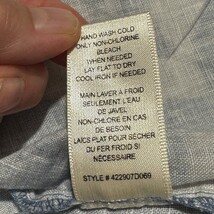 HAND WASH COLD
ONLY NON-CHLORINE
BLEACH
WHEN NEEDED
LAY FLAT TO DRY
COOL IRON IF NEEDED
MAIN LAVER À FROID
SEULEMENT L'EAU
DE JAVEL
NON-CHLORE EN CAS
DE BESOIN
LAICS PLAT POUR SÉCHER
DU FER FROID SI BESOIN
STYLE # 422907D069